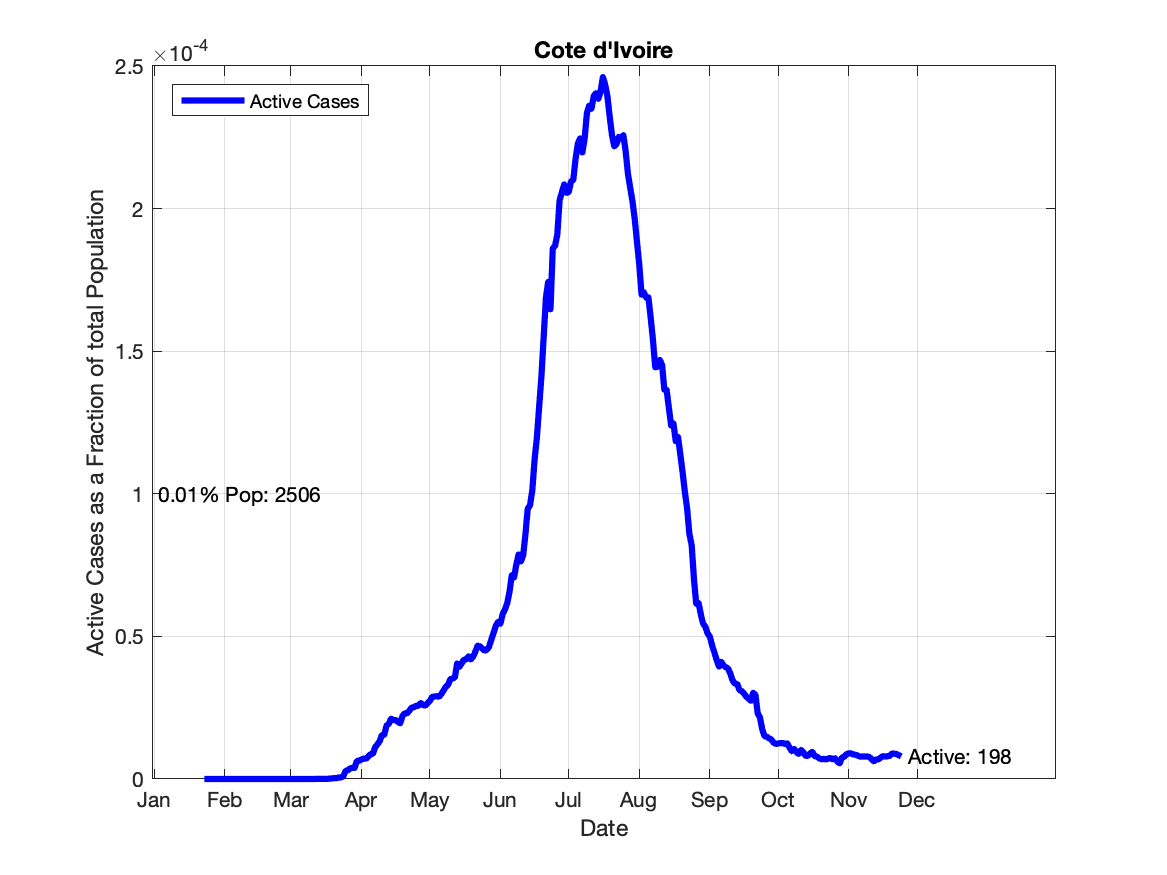 Cote d'Ivoire
×10⁻⁴
Active Cases
2.5
2
1.5
1
0.5
0
Active Cases as a Fraction of total Population
0.01% Pop: 2506
Active: 198
Jan Feb Mar Apr May Jun Jul Aug Sep Oct Nov Dec
Date